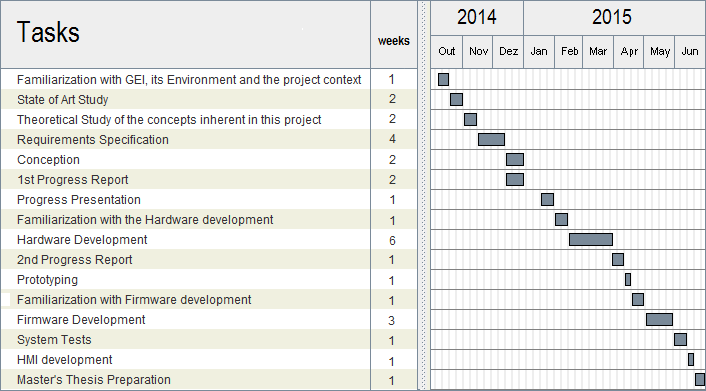 Tasks weeks 2014 2015
Out Nov Dez Jan Feb Mar Apr May Jun
Familiarization with GEI, its Environment and the project context 1
State of Art Study 2
Theoretical Study of the concepts inherent in this project 2
Requirements Specification 4
Conception 2
1st Progress Report 2
Progress Presentation 1
Familiarization with the Hardware development 1
Hardware Development 6
2nd Progress Report 1
Prototyping 1
Familiarization with Firmware development 1
Firmware Development 3
System Tests 1
HMI development 1
Master's Thesis Preparation 1